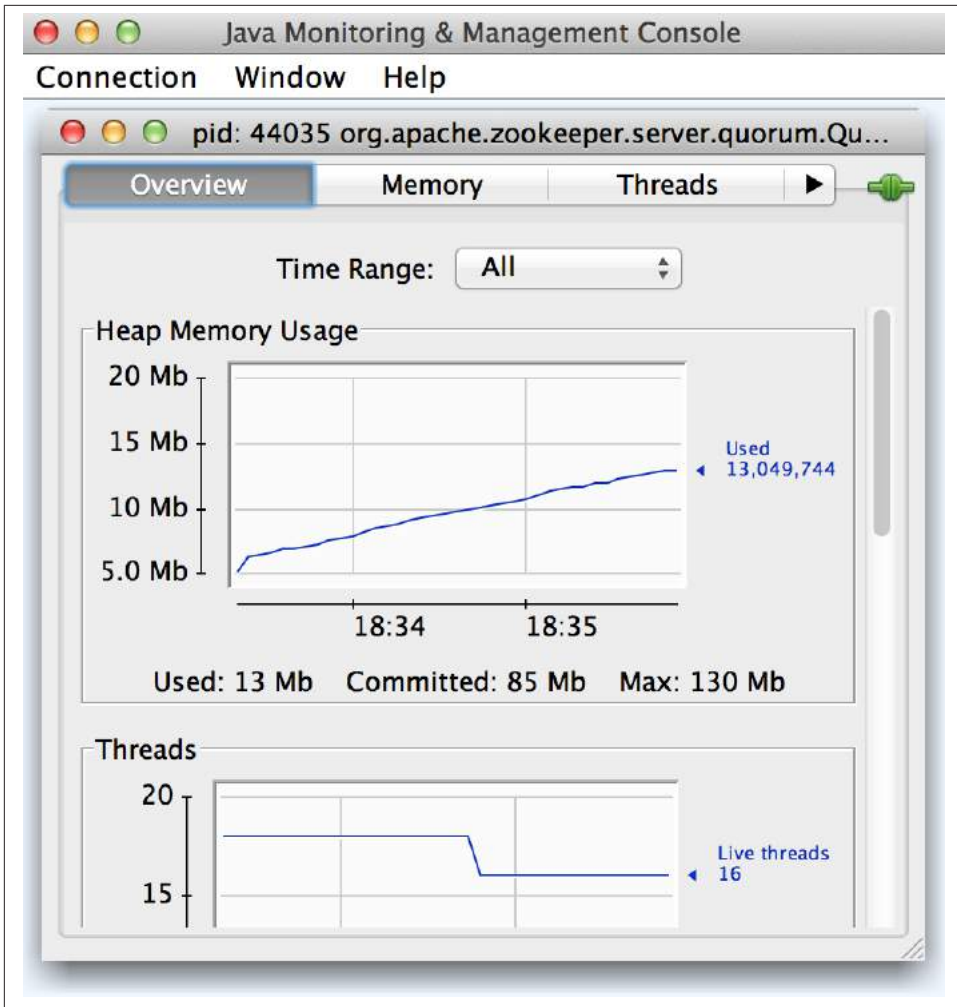 Java Monitoring & Management Console
Connection Window Help
pid: 44035 org.apache.zookeeper.server.quorum.Qu...
Overview Memory Threads
Time Range: All
Heap Memory Usage
20 Mb
15 Mb
10 Mb
5.0 Mb
Used
13,049,744
18:34 18:35
Used: 13 Mb Committed: 85 Mb Max: 130 Mb
Threads
20
15
Live threads
16